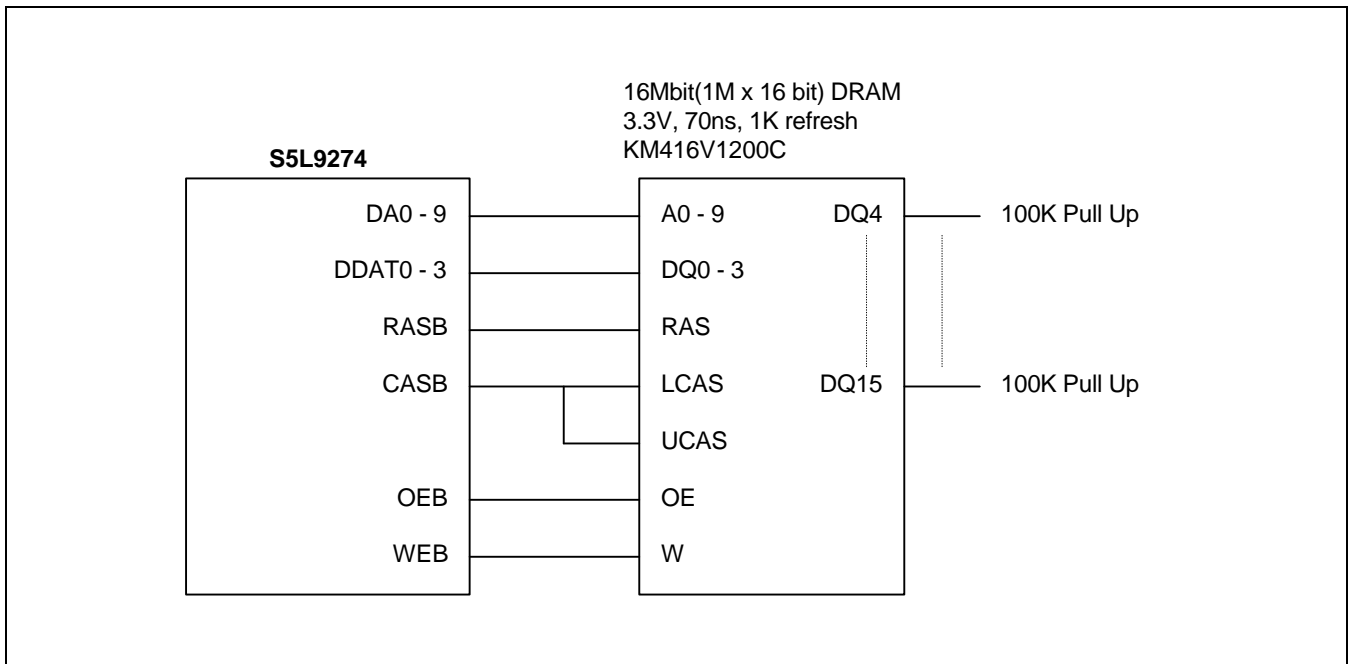 16Mbit(1M x 16 bit) DRAM
3.3V, 70ns, 1K refresh
KM416V1200C
S5L9274
DA0 - 9
A0 - 9
DQ4
100K Pull Up
DDAT0 - 3
DQ0 - 3
RASB
RAS
CASB
LCAS
DQ15
100K Pull Up
UCAS
OEB
OE
WEB
W